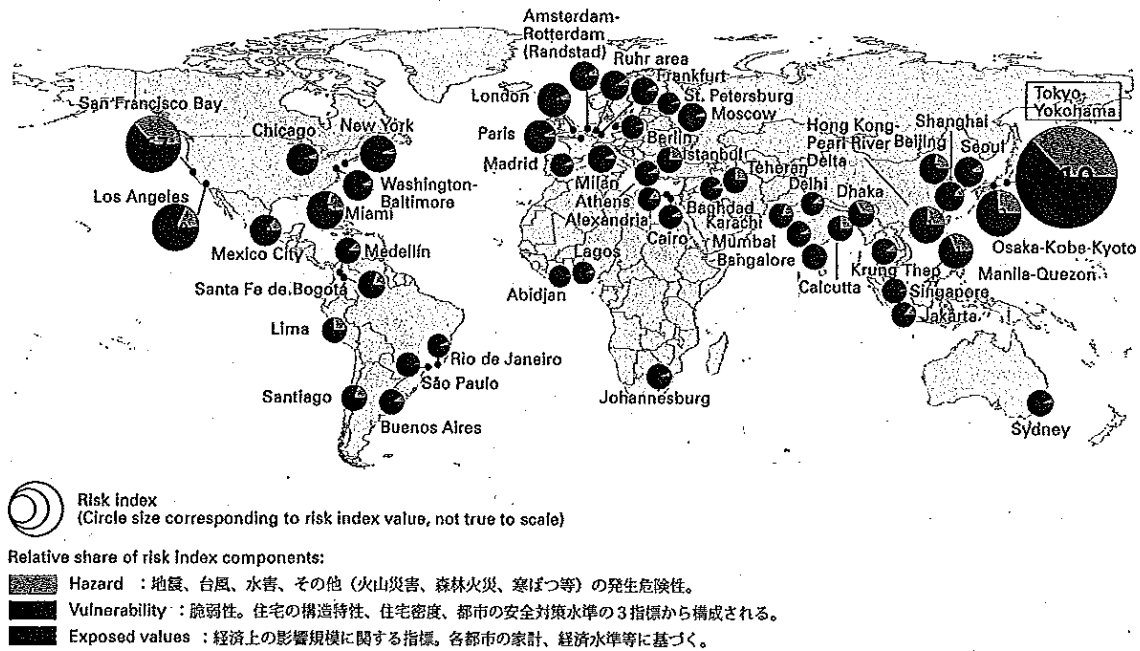 Amsterdam-
Rotterdam
(Randstad)
Ruhr area
Frankfurt
St. Petersburg
Moscow
London
Paris
Berlin
Madrid
Milan
Istanbul
Athens
Alexandria
Cairo
Baghdad
Teheran
San Francisco Bay
Chicago
New York
Washington-
Baltimore
Los Angeles
Miami
Mexico City
Medellín
Santa Fe de Bogotá
Lima
Rio de Janeiro
São Paulo
Santiago
Buenos Aires
Lagos
Abidjan
Johannesburg
Karachi
Delhi
Mumbai
Bangalore
Dhaka
Calcutta
Hong Kong-
Pearl River
Delta
Beijing
Shanghai
Seoul
Tokyo-
Yokohama
Osaka-Kobe-Kyoto
Manila-Quezon
Krung Thep
Singapore
Jakarta
Sydney
Risk index
(Circle size corresponding to risk index value, not true to scale)
Relative share of risk index components:
Hazard :地震、台風、水害、その他（火山災害、森林火災、寒ばつ等）の発生危険性。
Vulnerability :脆弱性。住宅の構造特性、住宅密度、都市の安全対策水準の3指標から構成される。
Exposed values :経済上の影響規模に関する指標。各都市の家計、経済水準等に基づく。